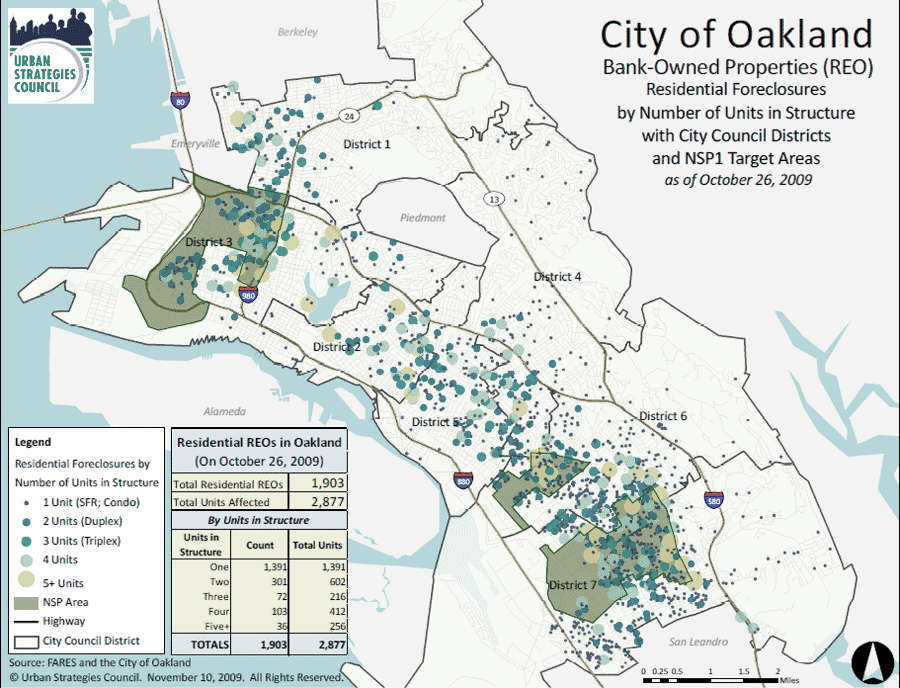 URBAN
STRATEGIES
COUNCIL
City of Oakland
Bank-Owned Properties (REO)
Residential Foreclosures
by Number of Units in Structure
with City Council Districts
and NSP1 Target Areas
as of October 26, 2009
Berkeley
80
24
Emeryville
District 1
13
Piedmont
District 3
District 4
980
District 2
Alameda
District 5
District 6
880
580
District 7
San Leandro
Legend
Residential Foreclosures by
Number of Units in Structure
1 Unit (SFR; Condo)
2 Units (Duplex)
3 Units (Triplex)
4 Units
5+ Units
NSP Area
Highway
City Council District
Residential REOs in Oakland
(On October 26, 2009)
Total Residential REOs 1,903
Total Units Affected 2,877
By Units in Structure
Units in Structure Count Total Units
One 1,391 1,391
Two 301 602
Three 72 216
Four 103 412
Five+ 36 256
TOTALS 1,903 2,877
0 0.25 0.5 1 1.5 2
Miles
Source: FARES and the City of Oakland
© Urban Strategies Council. November 10, 2009. All Rights Reserved.